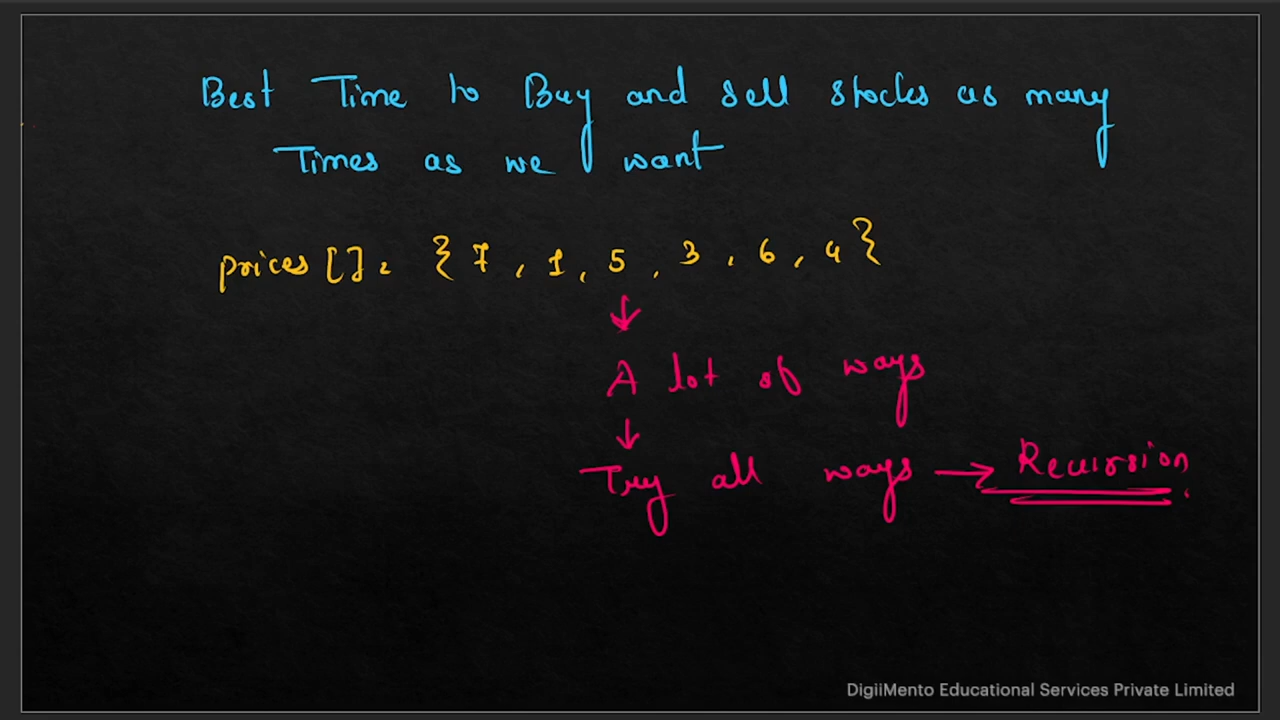 Best Time to Buy and sell stocks as many
Times as we want
prices []= {7, 1, 5, 3, 6, 4}
↓
A lot of ways
↓
Try all ways → Recursion
DigiiMento Educational Services Private Limited